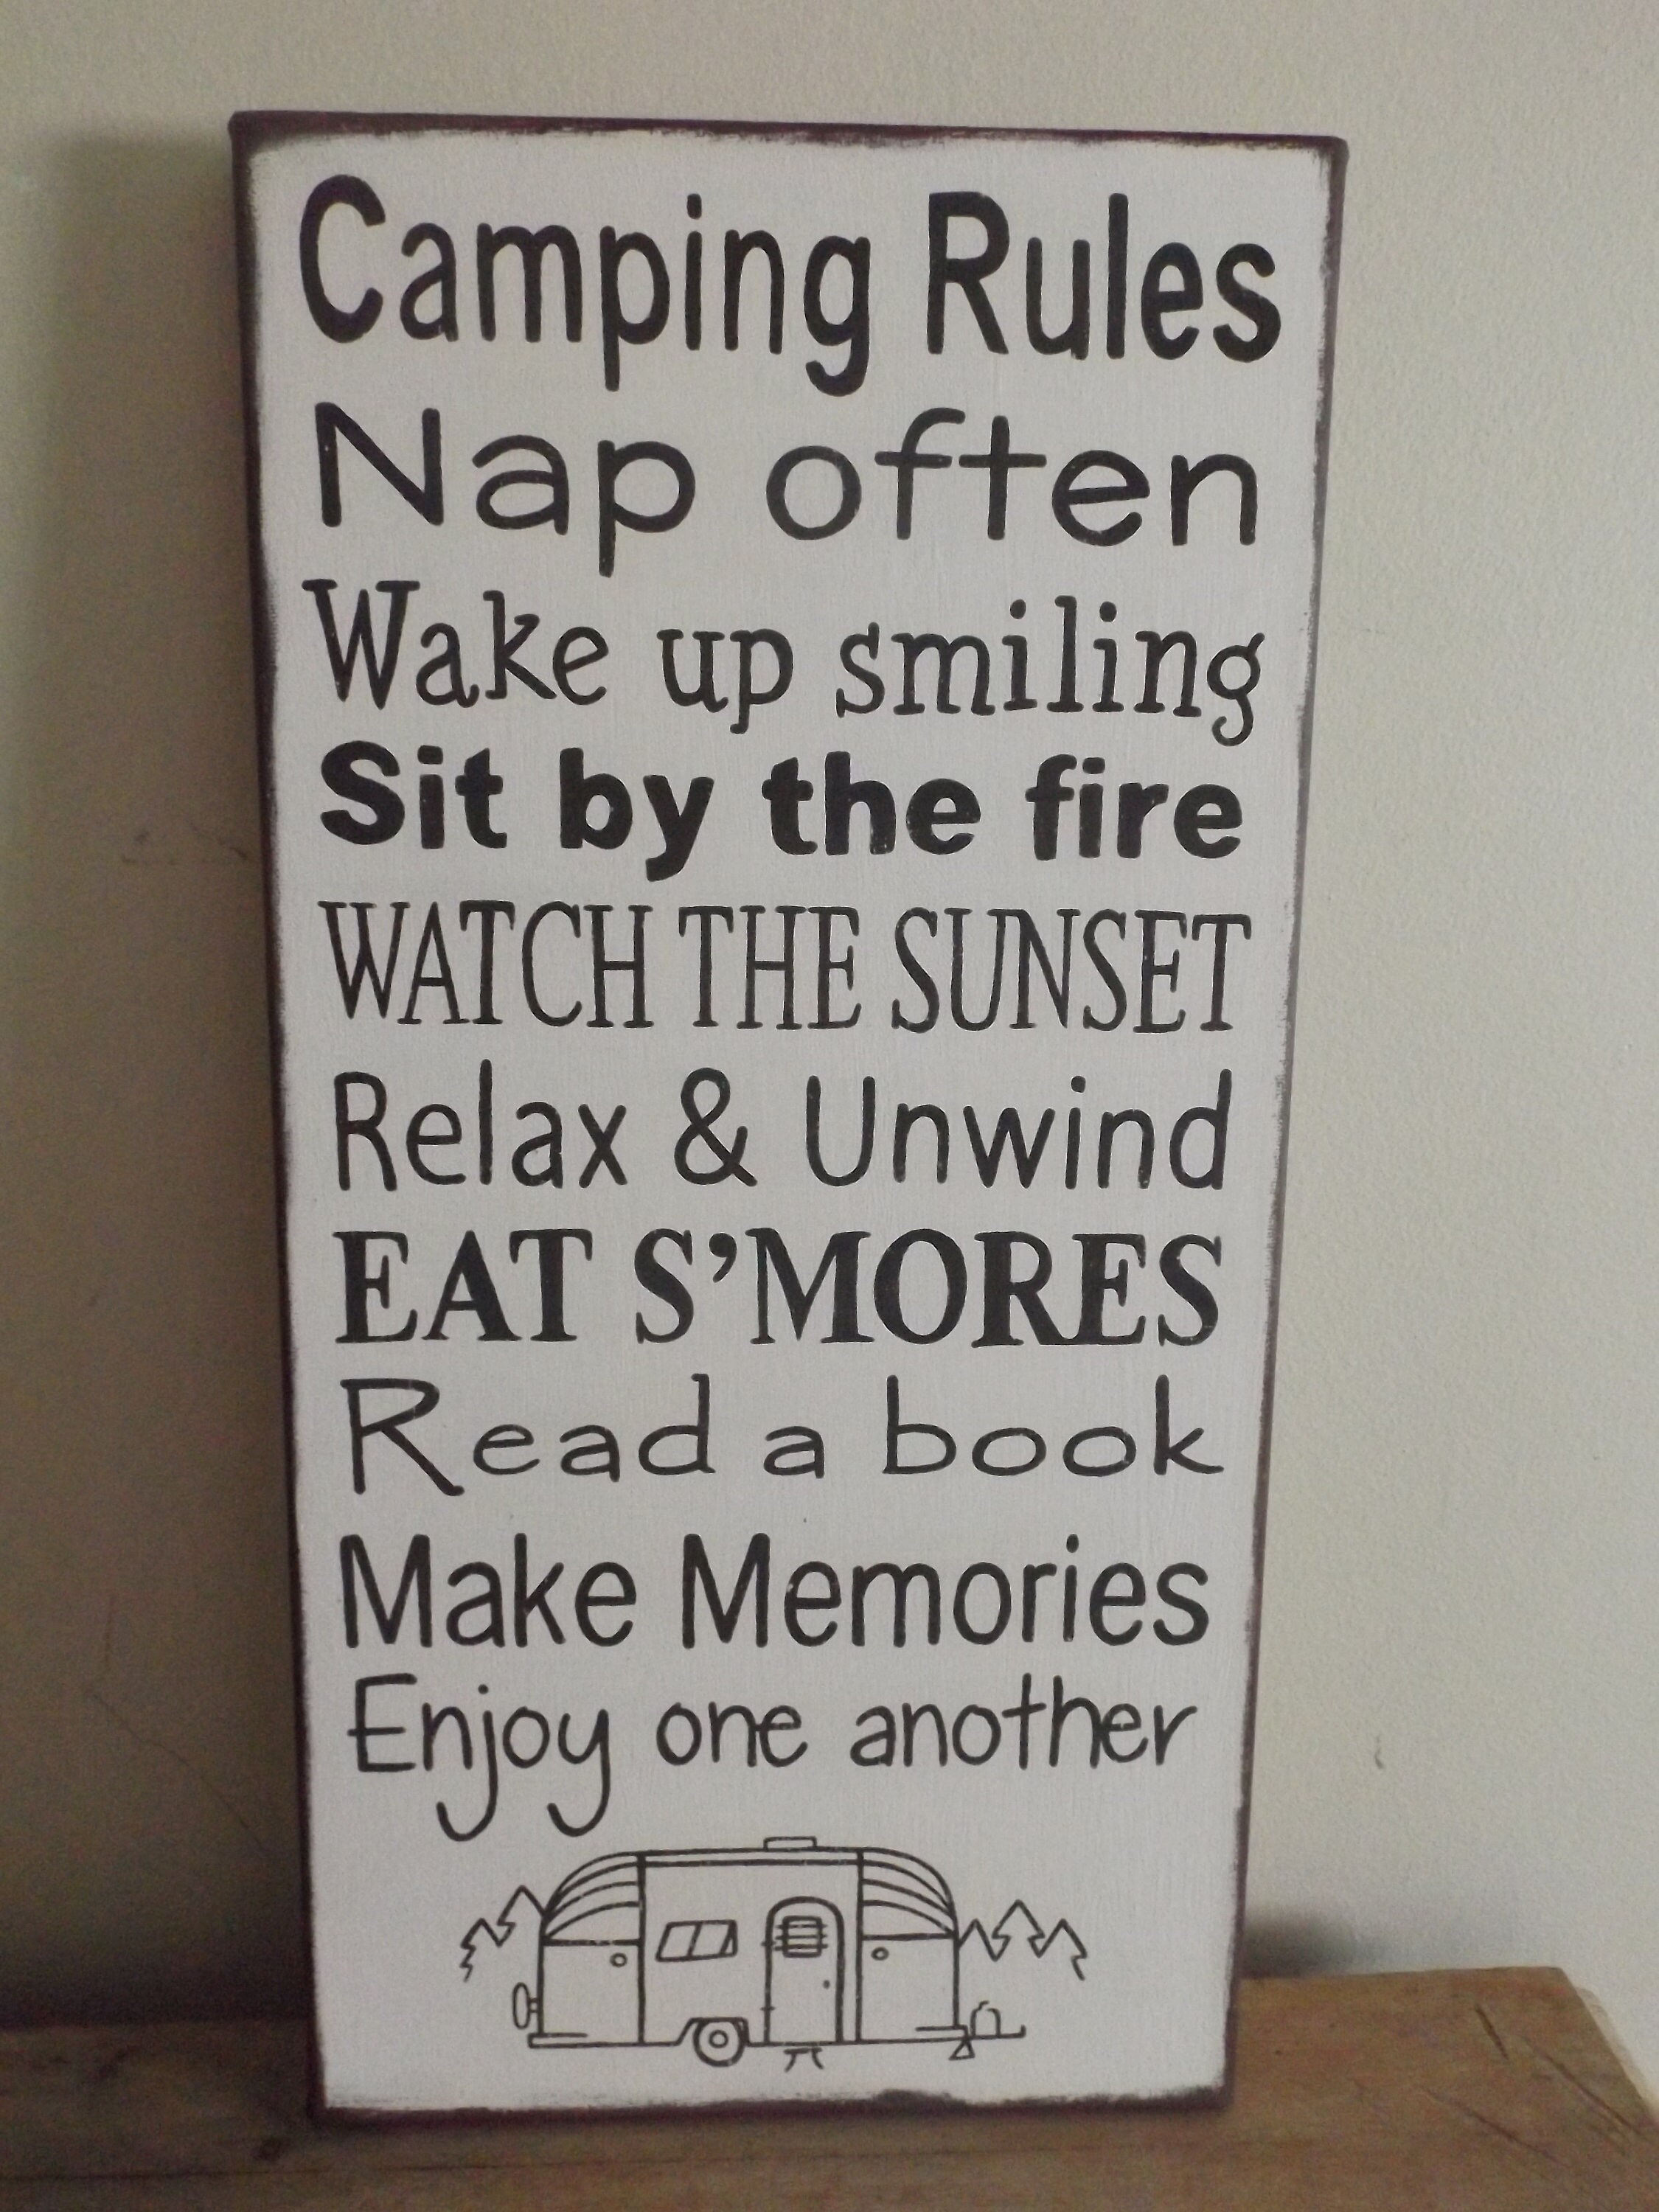 Camping Rules
Nap often
Wake up smiling
Sit by the fire
WATCH THE SUNSET
Relax & Unwind
EAT S’MORES
Read a book
Make Memories
Enjoy one another